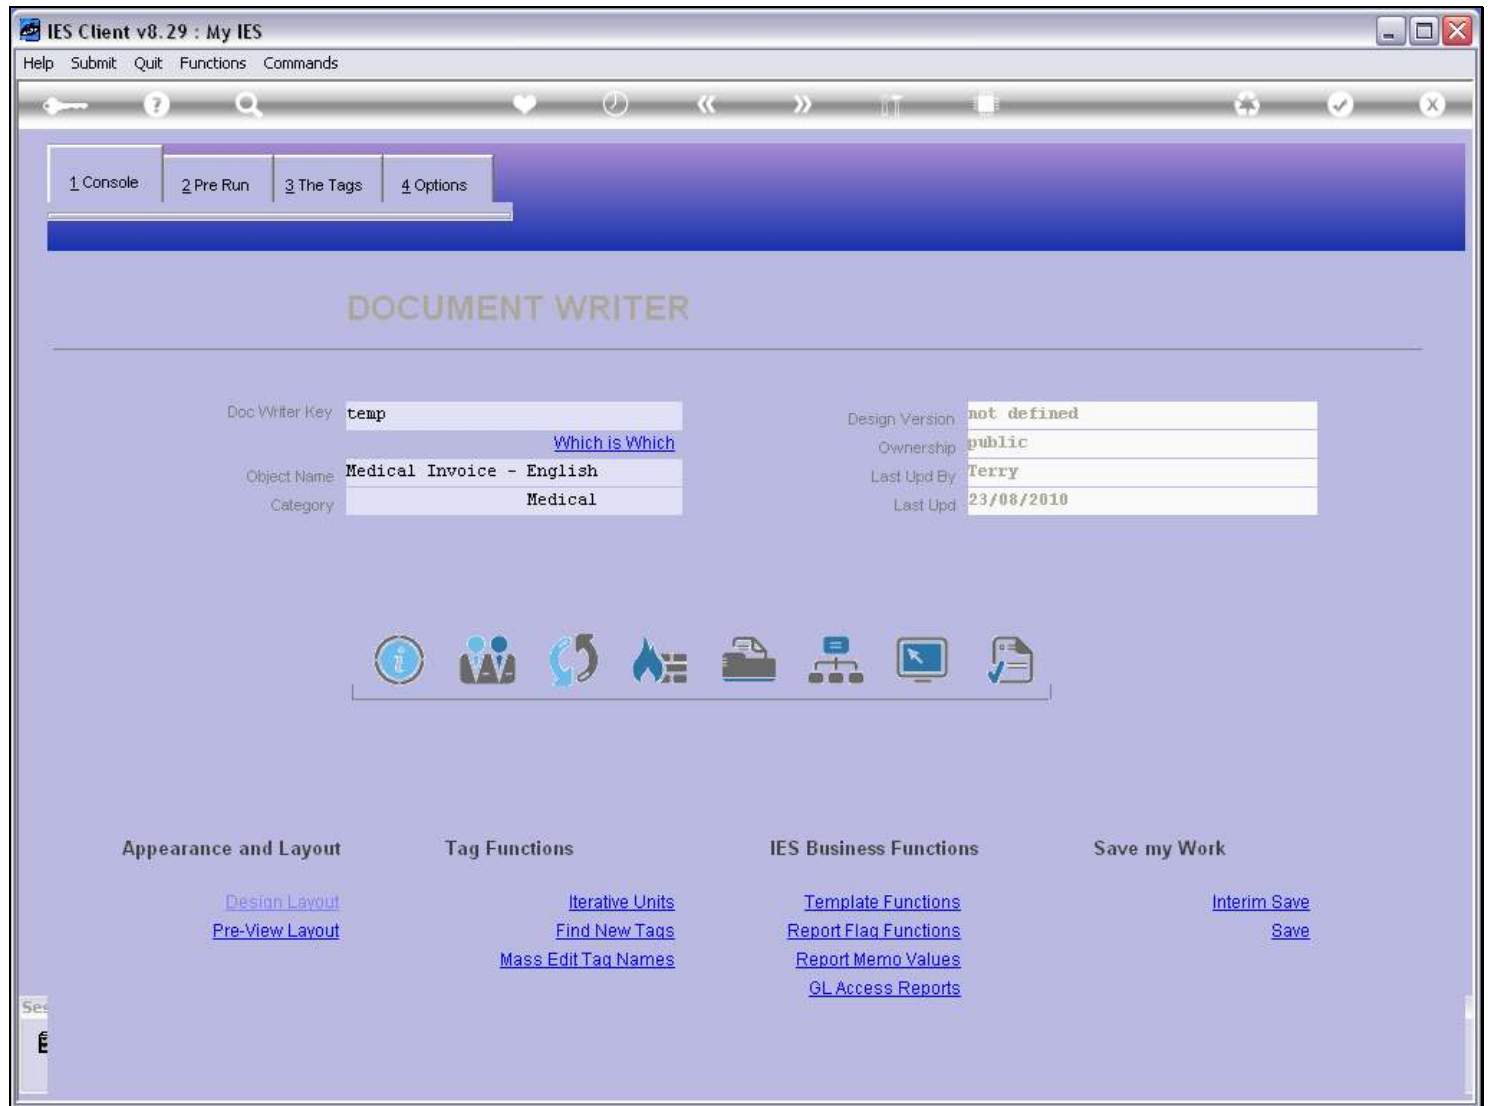 IES Client v8.29 : My IES
Help Submit Quit Functions Commands
1 Console 2 Pre Run 3 The Tags 4 Options
DOCUMENT WRITER
Doc Writer Key temp
Which is Which
Object Name Medical Invoice - English
Category Medical
Design Version not defined
Ownership public
Last Upd By Terry
Last Upd 23/08/2010
Appearance and Layout
Design Layout
Pre-View Layout
Tag Functions
Iterative Units
Find New Tags
Mass Edit Tag Names
IES Business Functions
Template Functions
Report Flag Functions
Report Memo Values
GL Access Reports
Save my Work
Interim Save
Save